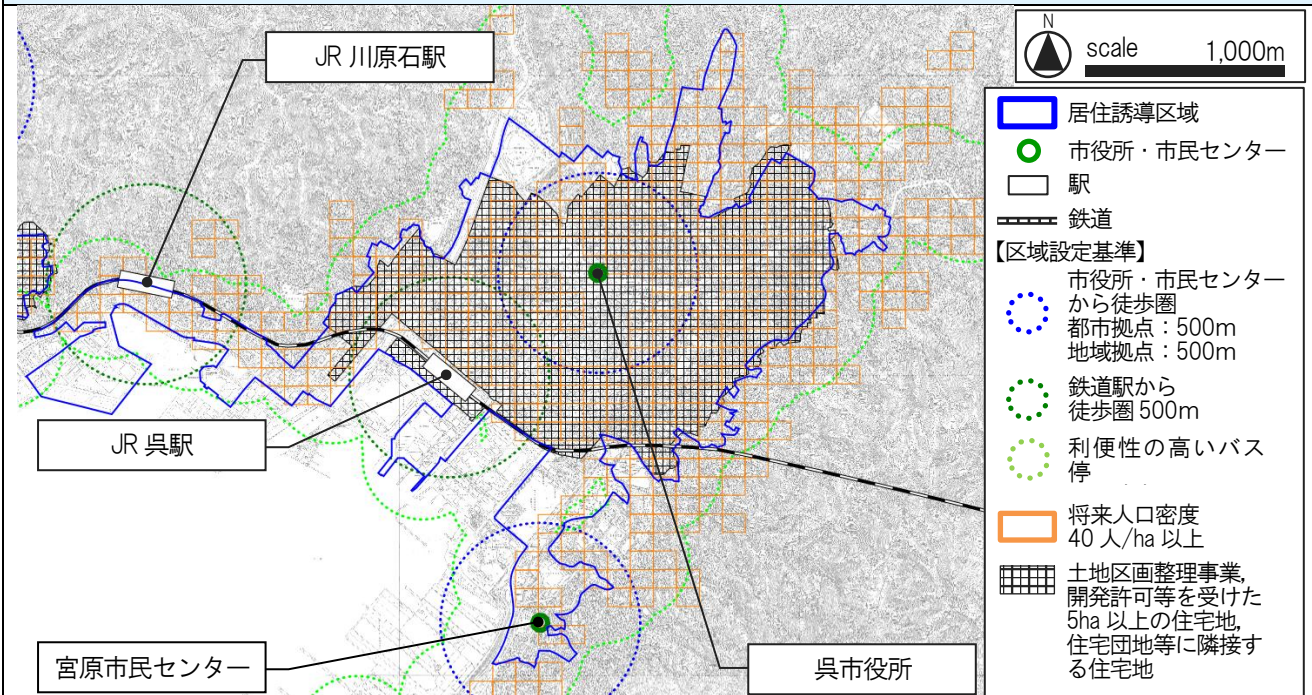 JR 川原石駅
N
scale 1,000m
居住誘導区域
市役所・市民センター
駅
鉄道
【区域設定基準】
市役所・市民センター
から徒歩圏
都市拠点：500m
地域拠点：500m
鉄道駅から
徒歩圏 500m
利便性の高いバス
停
将来人口密度
40 人/ha 以上
土地区画整理事業,
開発許可等を受けた
5ha 以上の住宅地,
住宅団地等に隣接す
る住宅地
JR 呉駅
宮原市民センター
呉市役所